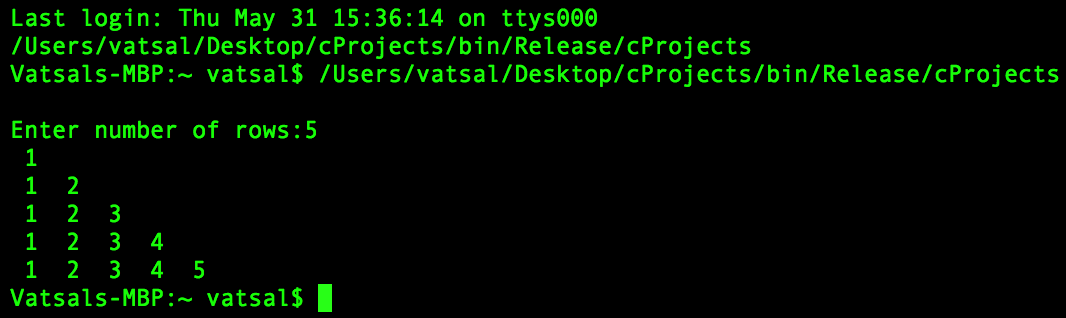 Last login: Thu May 31 15:36:14 on ttys000
/Users/vatsal/Desktop/cProjects/bin/Release/cProjects
Vatsals-MBP:~ vatsal$ /Users/vatsal/Desktop/cProjects/bin/Release/cProjects

Enter number of rows:5
 1
 1  2
 1  2  3
 1  2  3  4
 1  2  3  4  5
Vatsals-MBP:~ vatsal$